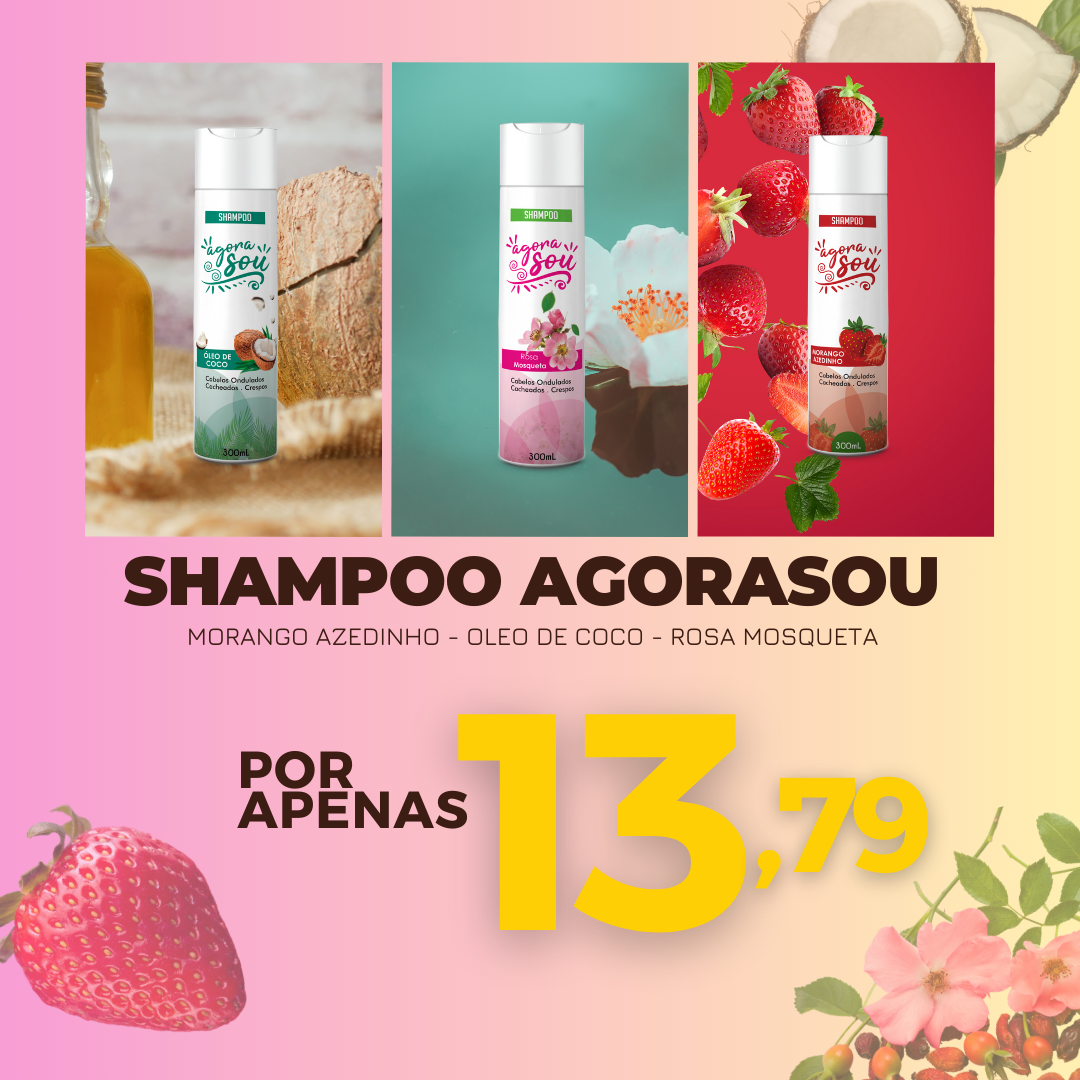 SHAMPOO
agora
sou
ÓLEO DE
COCO
Cabelos Ondulados
Cacheados . Crespos
300mL
SHAMPOO
agora
sou
Rosa
Mosqueta
Cabelos Ondulados
Cacheados . Crespos
300mL
SHAMPOO
agora
sou
MORANGO
AZEDINHO
Cabelos Ondulados
Cacheados . Crespos
300mL
SHAMPOO AGORASOU
MORANGO AZEDINHO - OLEO DE COCO - ROSA MOSQUETA
POR
APENAS
13,79